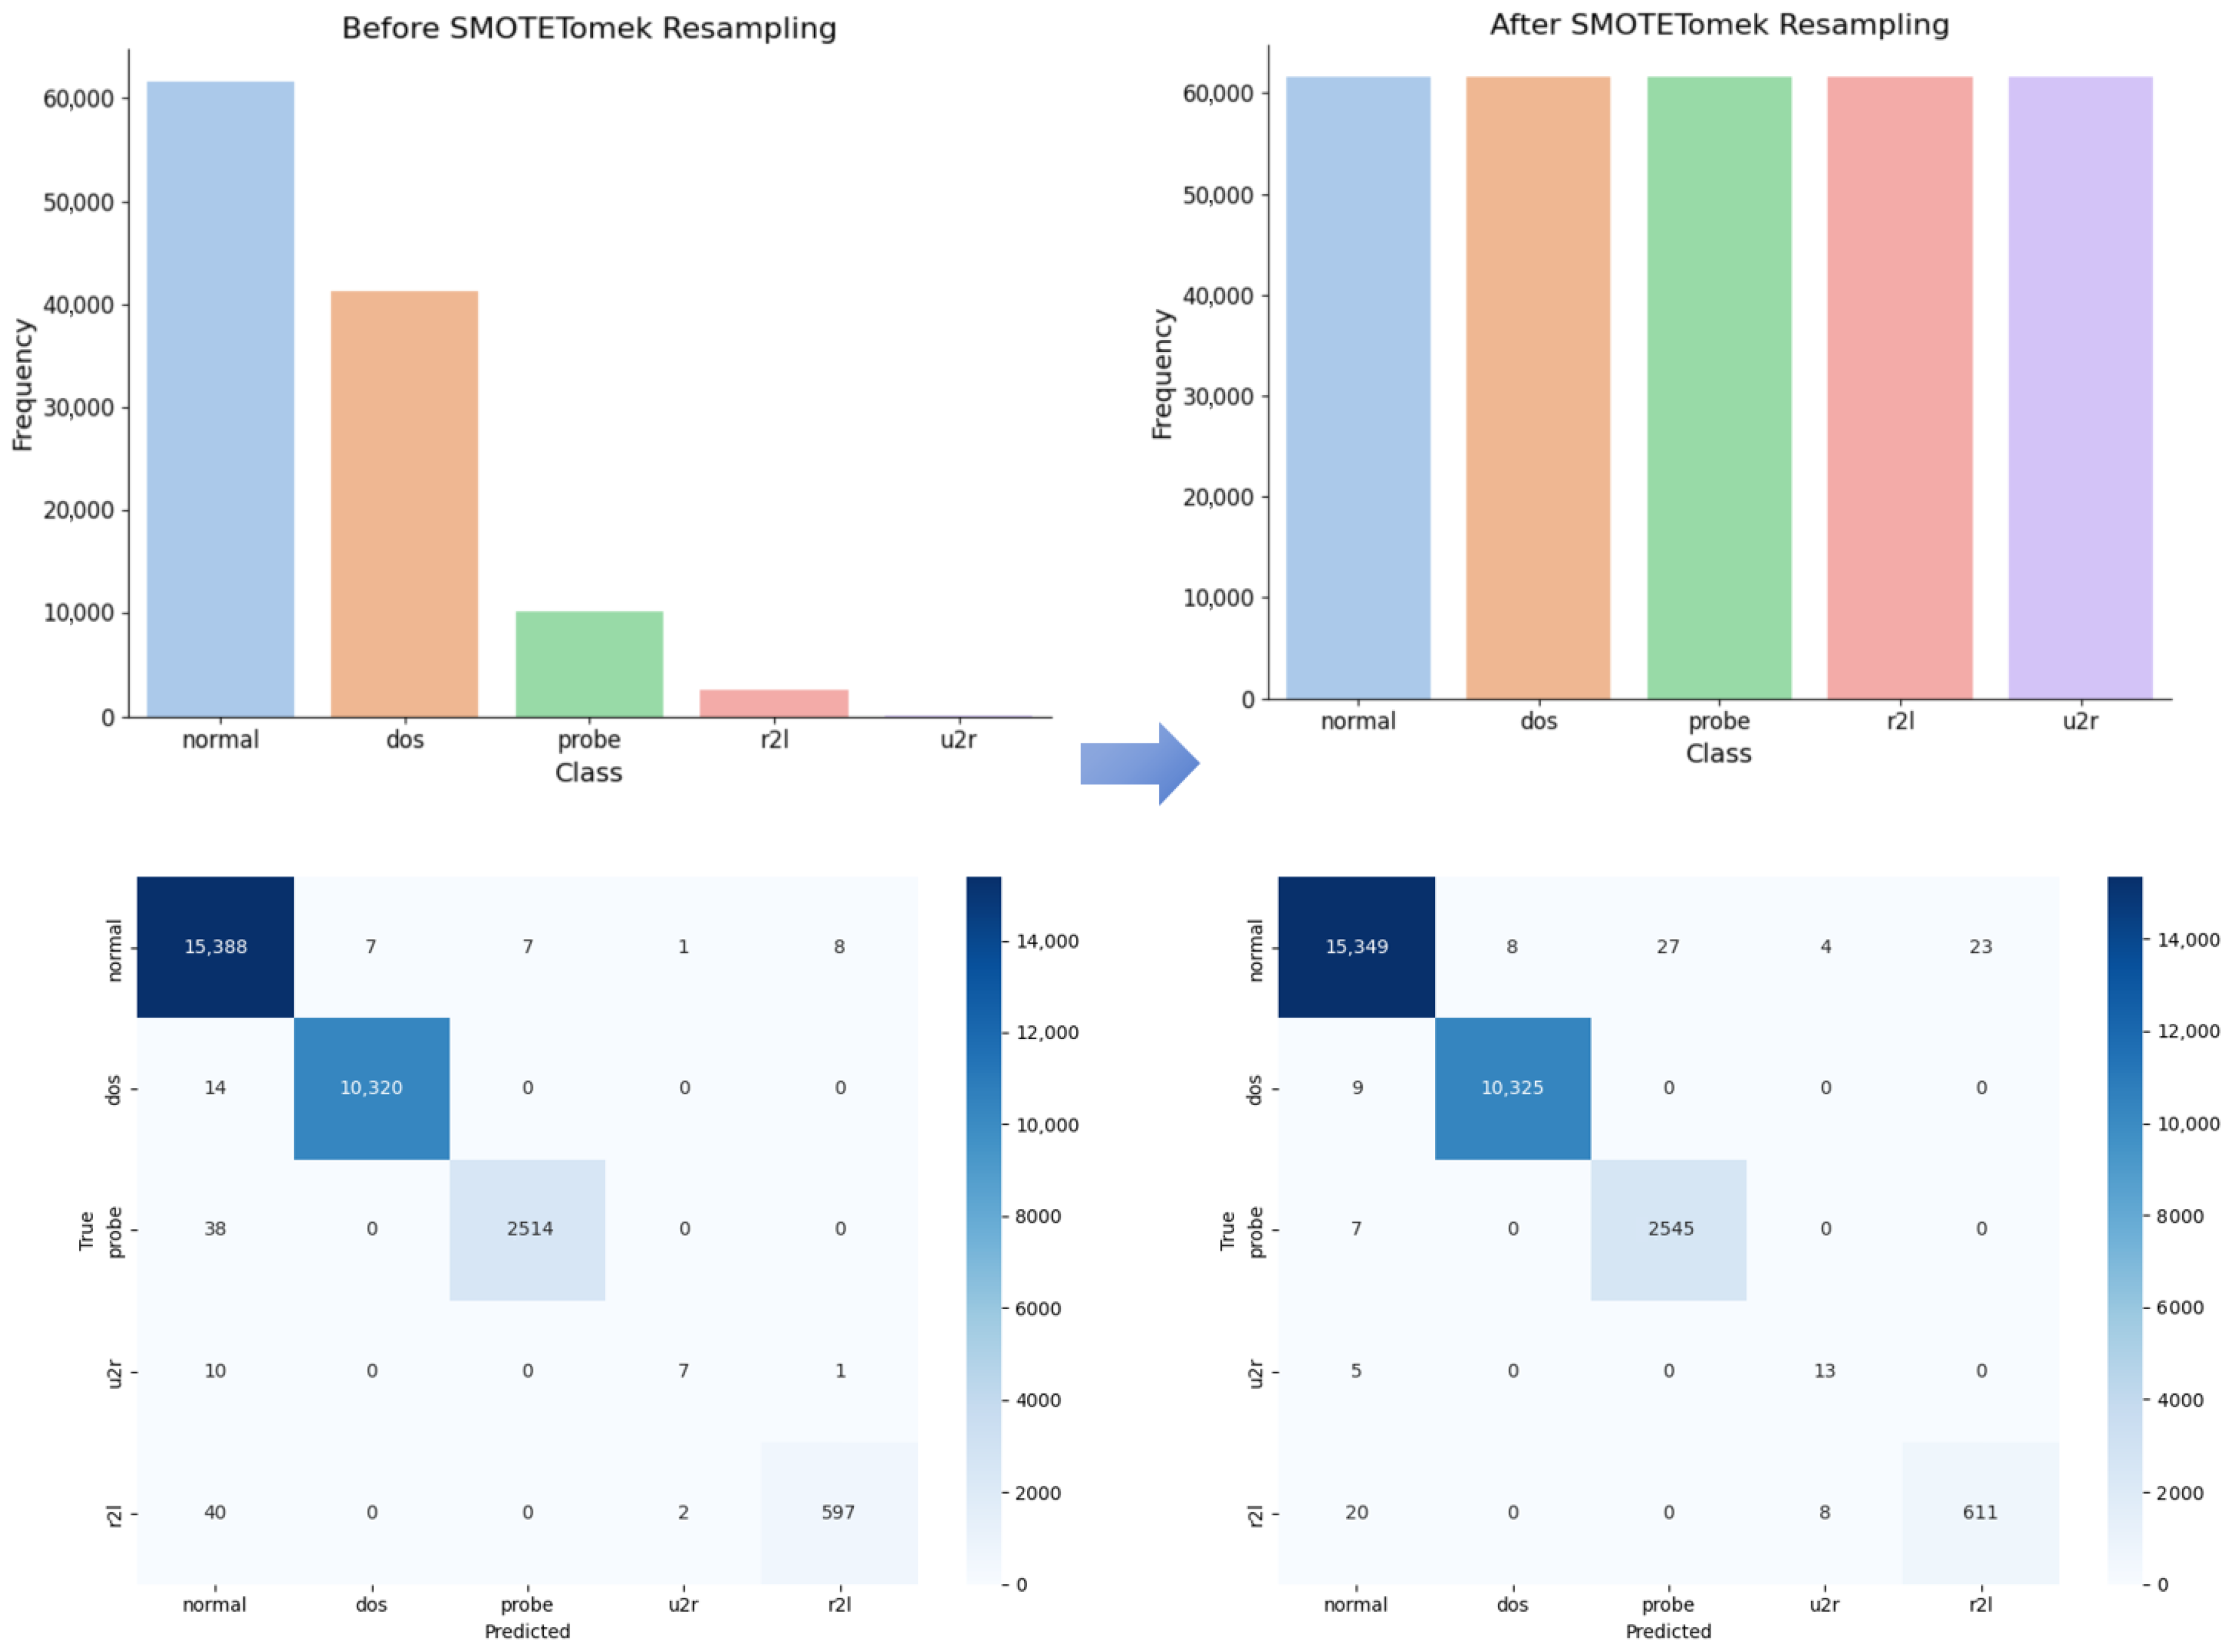 Before SMOTETomek Resampling
60,000
50,000
40,000
30,000
20,000
10,000
0
Frequency
normal dos probe r2l u2r
Class
After SMOTETomek Resampling
60,000
50,000
40,000
30,000
20,000
10,000
0
Frequency
normal dos probe r2l u2r
Class
True
normal 15,388 7 7 1 8
dos 14 10,320 0 0 0
probe 38 0 2514 0 0
u2r 10 0 0 7 1
r2l 40 0 0 2 597
normal dos probe u2r r2l
Predicted
14,000
12,000
10,000
8000
6000
4000
2000
0
True
normal 15,349 8 27 4 23
dos 9 10,325 0 0 0
probe 7 0 2545 0 0
u2r 5 0 0 13 0
r2l 20 0 0 8 611
normal dos probe u2r r2l
Predicted
14,000
12,000
10,000
8000
6000
4000
2000
0